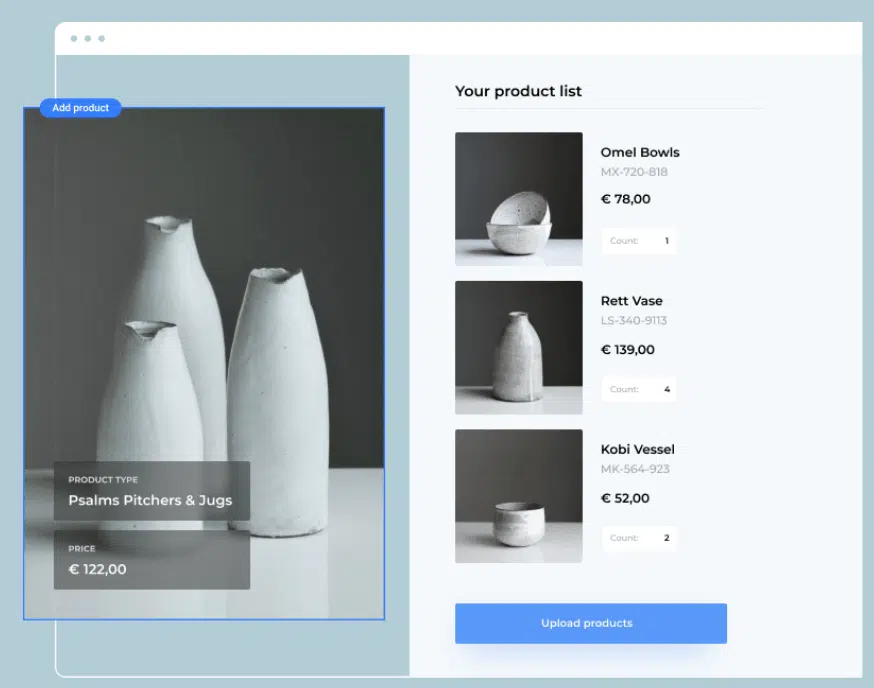 Add product
PRODUCT TYPE
Psalms Pitchers & Jugs
PRICE
€ 122,00
Your product list
Omel Bowls
MX-720-818
€ 78,00
Count: 1
Rett Vase
LS-340-9113
€ 139,00
Count: 4
Kobi Vessel
MK-564-923
€ 52,00
Count: 2
Upload products